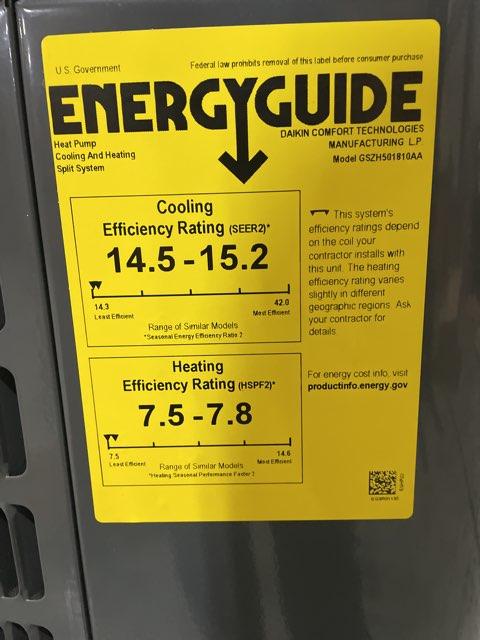 U.S. Government
Federal law prohibits removal of this label before consumer purchase
ENERGYGUIDE
Heat Pump
Cooling And Heating
Split System
DAIKIN COMFORT TECHNOLOGIES
MANUFACTURING L.P.
Model GSZH501810AA
Cooling
Efficiency Rating (SEER2)*
14.5 - 15.2
14.3
42.0
Least Efficient
Most Efficient
Range of Similar Models
*Seasonal Energy Efficiency Ratio 2
This system's
efficiency ratings depend
on the coil your
contractor installs with
this unit. The heating
efficiency rating varies
slightly in different
geographic regions. Ask
your contractor for
details.
Heating
Efficiency Rating (HSPF2)*
7.5 - 7.8
7.5
14.6
Least Efficient
Most Efficient
Range of Similar Models
*Heating Seasonal Performance Factor 2
For energy cost info, visit
productinfo.energy.gov